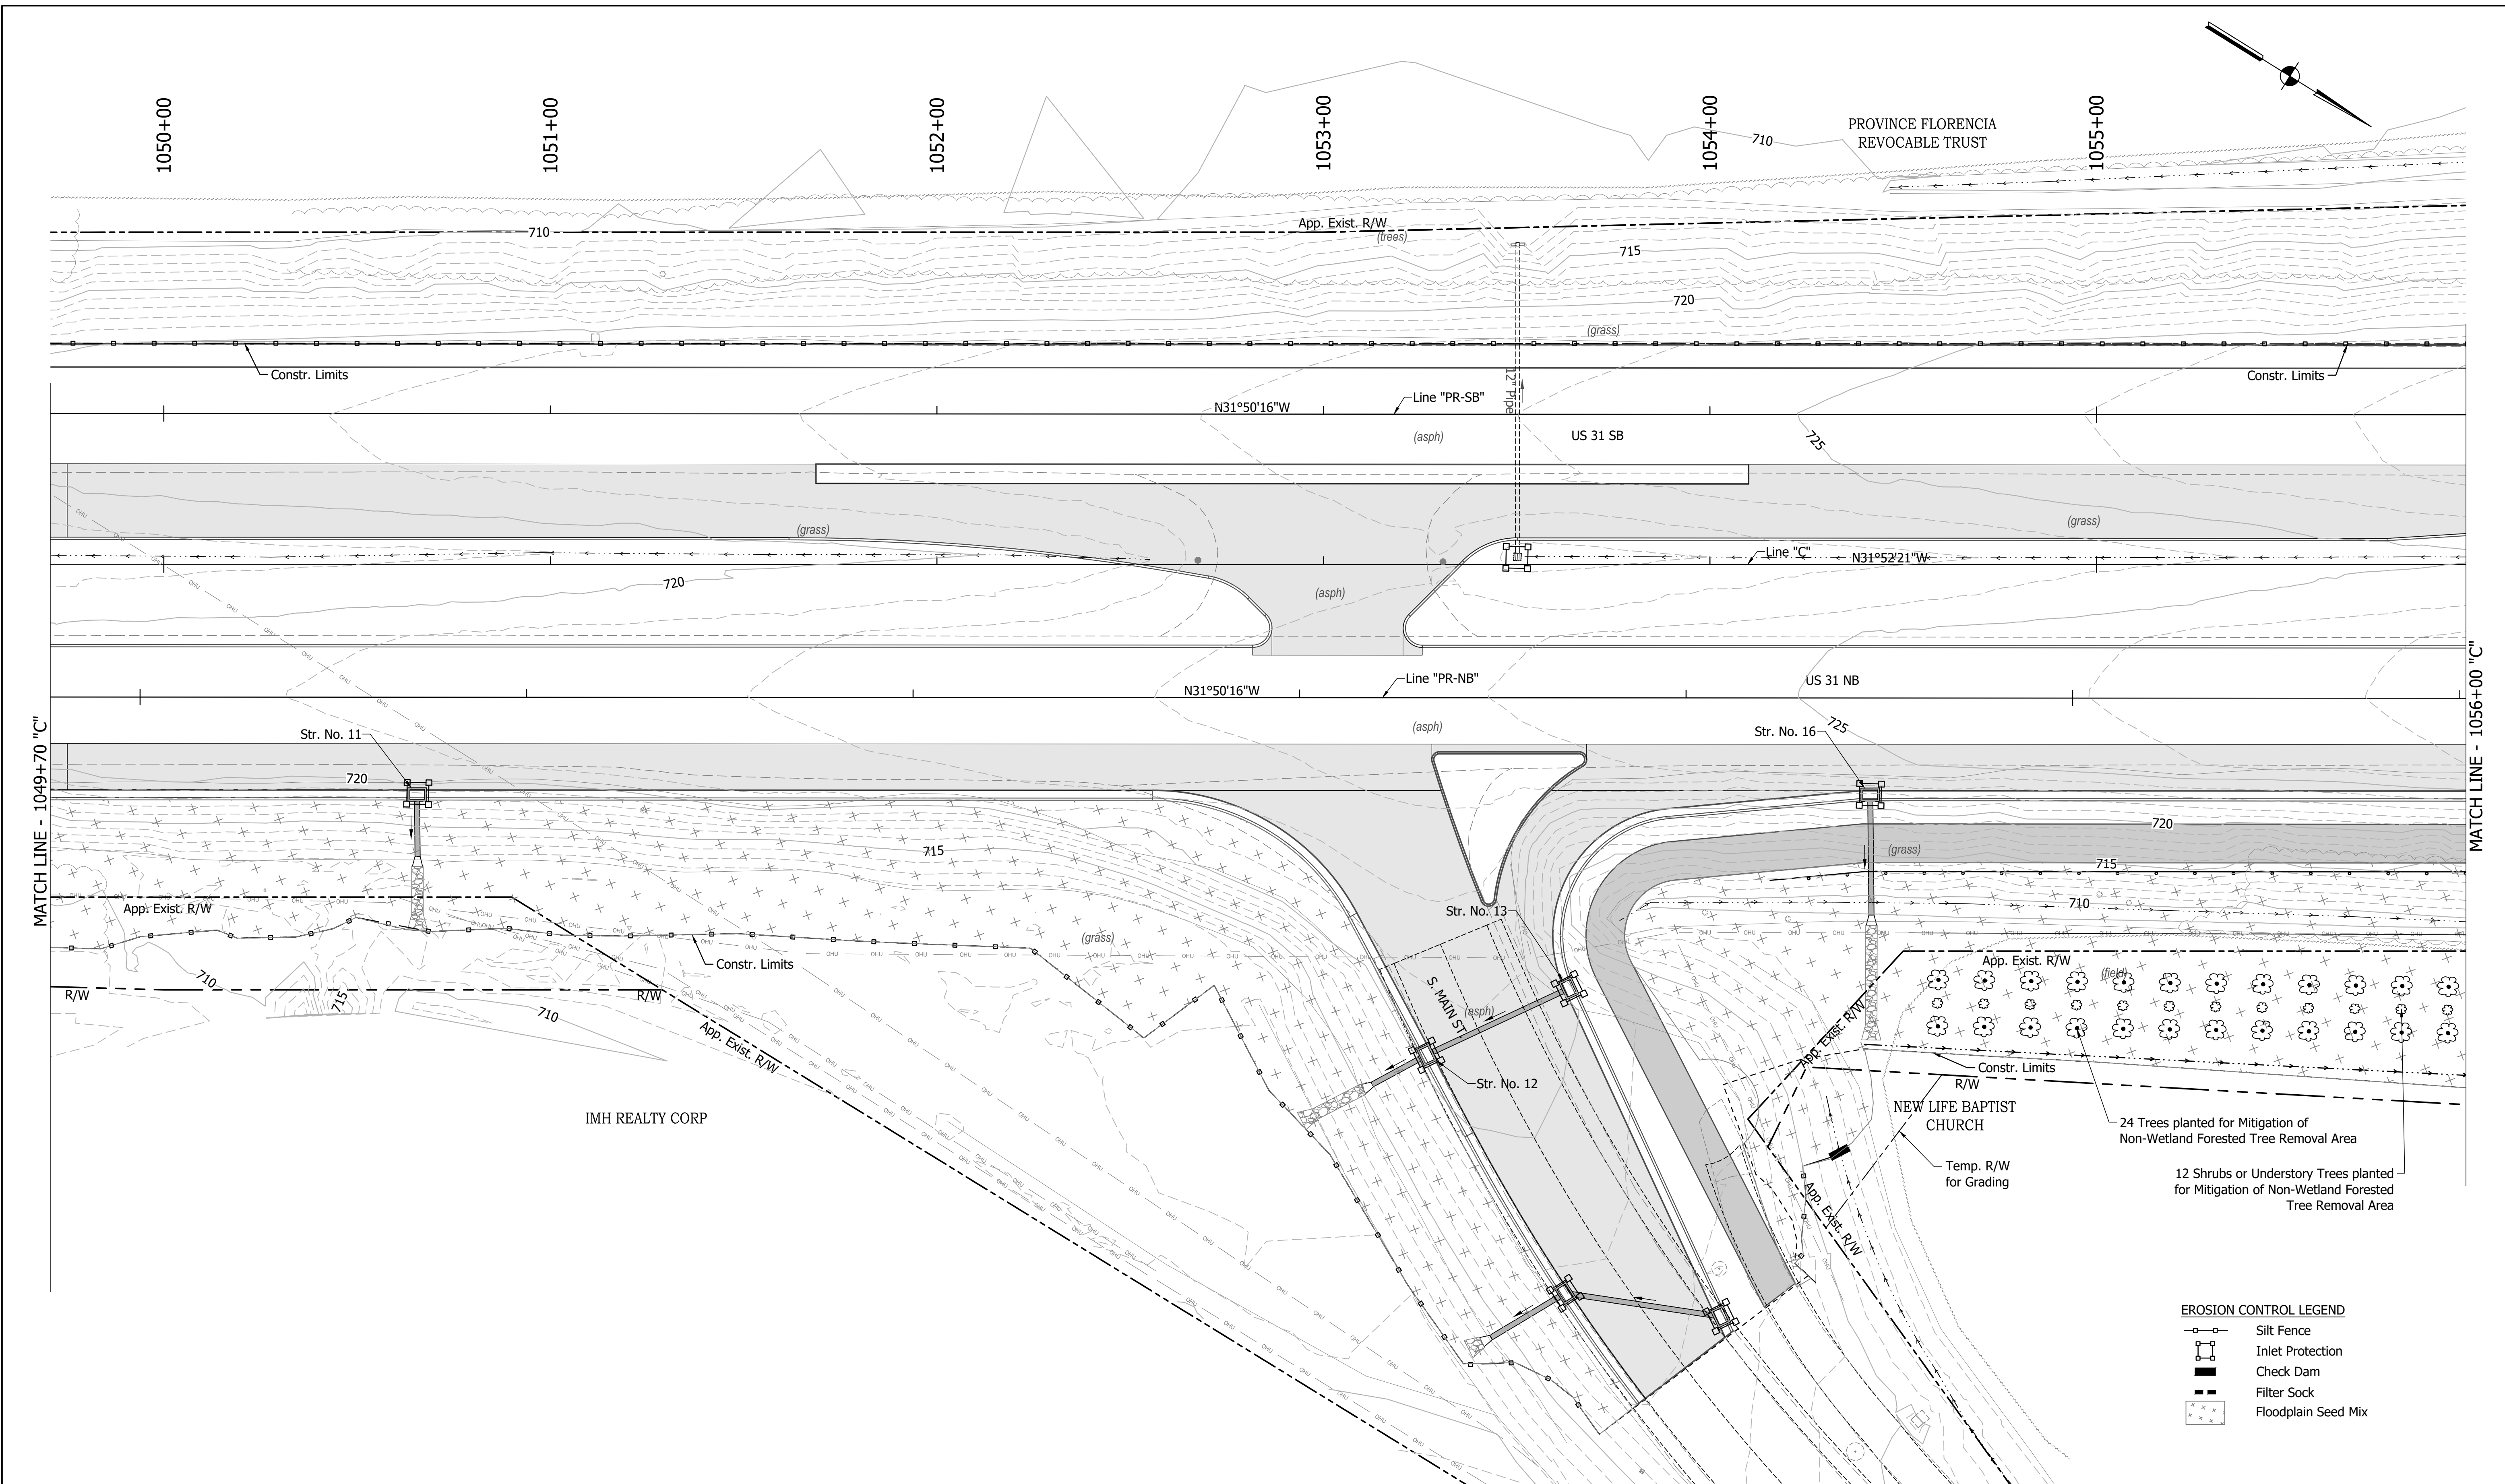 1050+00
1051+00
1052+00
1053+00
1054+00
1055+00
710
PROVINCE FLORENCIA
REVOCABLE TRUST
710
App. Exist. R/W
(trees)
715
720
(grass)
Constr. Limits
Constr. Limits
12" Pipe
N31°50'16"W
Line "PR-SB"
(asph)
US 31 SB
725
(grass)
(grass)
OHU
Line "C"
N31°52'21"W
720
(asph)
N31°50'16"W
Line "PR-NB"
US 31 NB
(asph)
725
MATCH LINE - 1049+70 "C"
MATCH LINE - 1056+00 "C"
Str. No. 11
Str. No. 16
720
720
715
(grass)
715
App. Exist. R/W
710
Str. No. 13
(grass)
Constr. Limits
OHU OHU OHU OHU OHU
App. Exist. R/W
(field)
710
715
R/W
R/W
710
App. Exist. R/W
S. MAIN ST
(asph)
App. Exist. R/W
Str. No. 12
Constr. Limits
R/W
IMH REALTY CORP
NEW LIFE BAPTIST
CHURCH
24 Trees planted for Mitigation of
Non-Wetland Forested Tree Removal Area
Temp. R/W
for Grading
12 Shrubs or Understory Trees planted
for Mitigation of Non-Wetland Forested
Tree Removal Area
App. Exist. R/W
EROSION CONTROL LEGEND
Silt Fence
Inlet Protection
Check Dam
Filter Sock
Floodplain Seed Mix